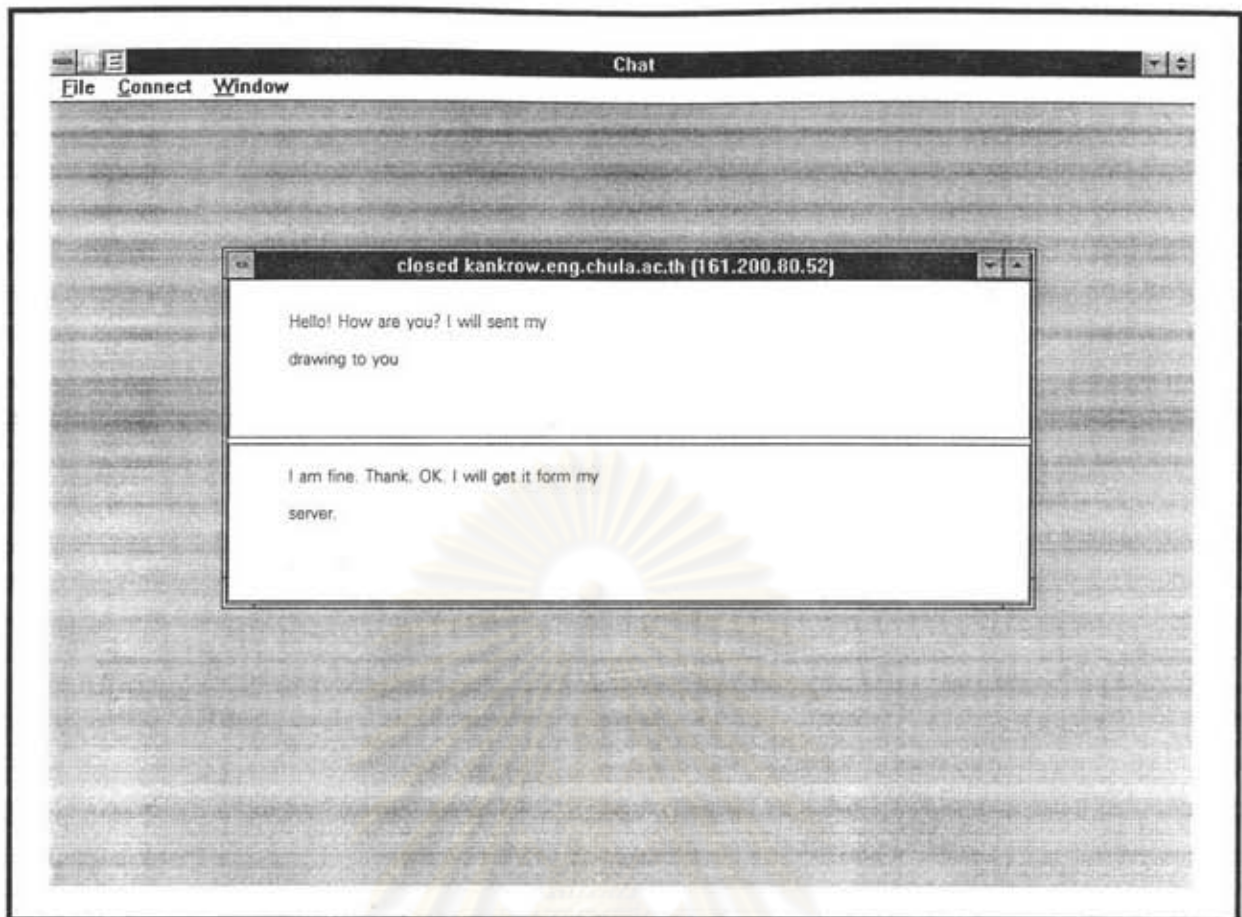 Chat
File Connect Window
closed kankrow.eng.chula.ac.th [161.200.80.52]
Hello! How are you? I will sent my
drawing to you
I am fine. Thank. OK. I will get it form my
server.